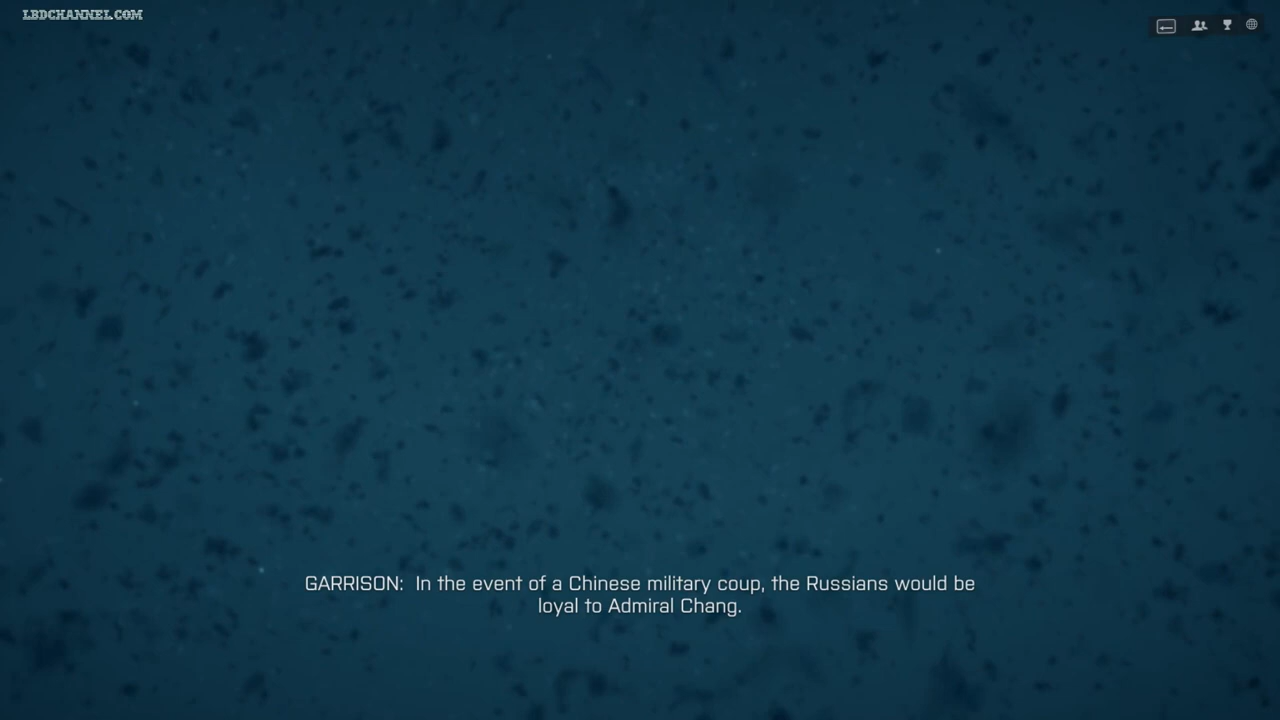 LBDCHANNEL.COM
GARRISON: In the event of a Chinese military coup, the Russians would be
loyal to Admiral Chang.